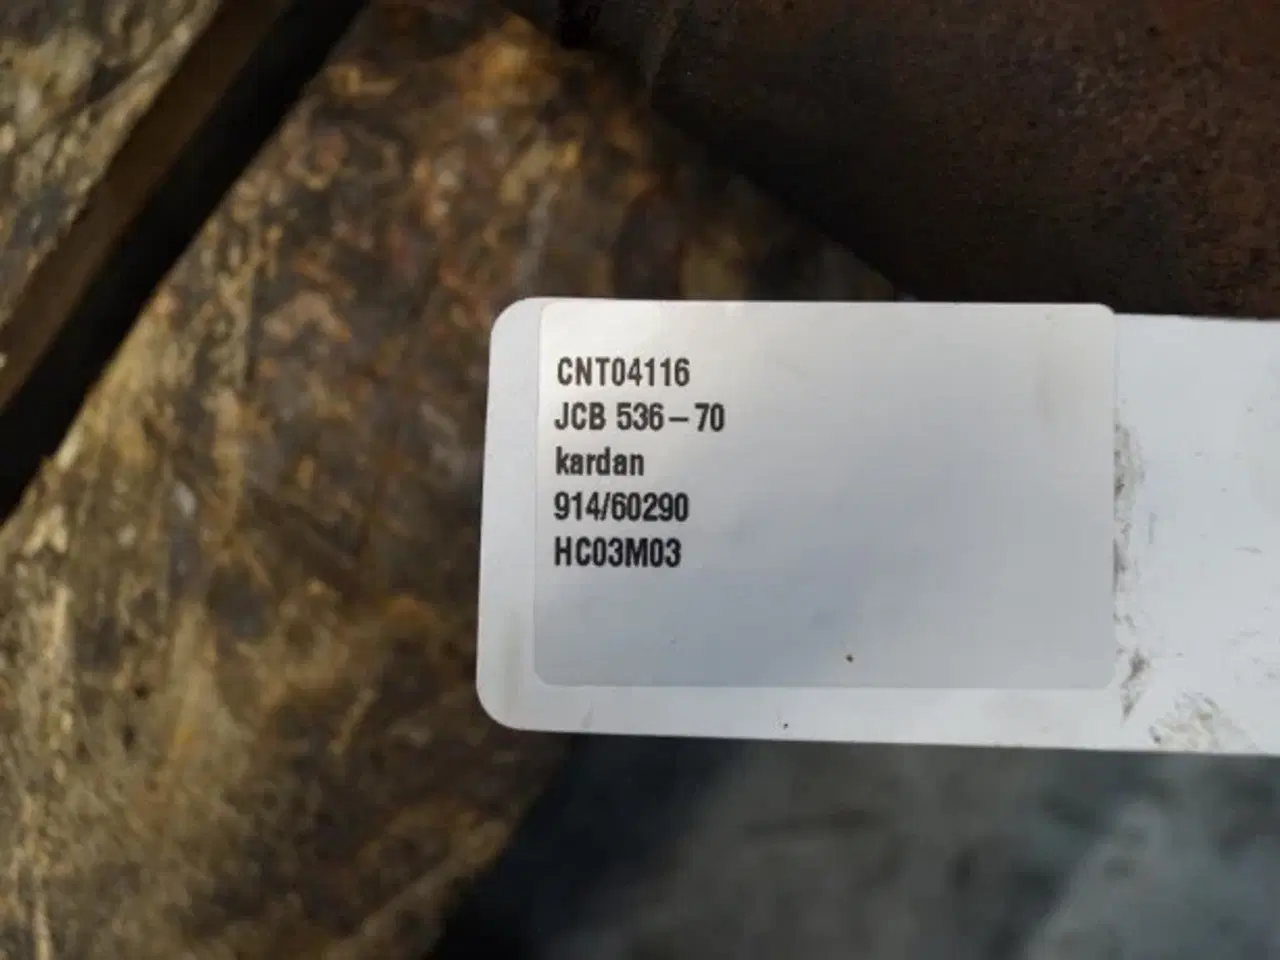 CNT04116
JCB 536-70
kardan
914/60290
HC03M03